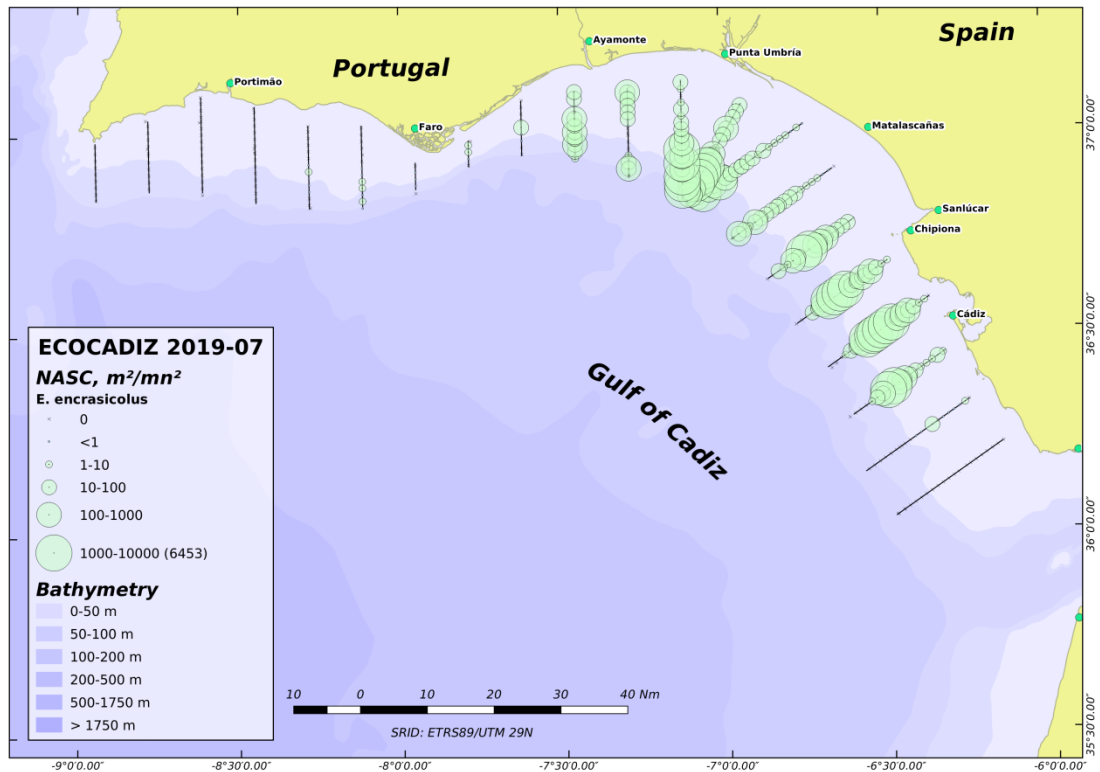 Spain
Ayamonte
Punta Umbría
Portugal
Portimão
Faro
Matalascañas
Sanlúcar
Chipiona
Cádiz
Gulf of Cadiz
37°0'0.00"
36°30'0.00"
36°0'0.00"
35°30'0.00"
ECOCADIZ 2019-07
NASC, m²/mn²
E. encrasicolus
0
<1
1-10
10-100
100-1000
1000-10000 (6453)
Bathymetry
0-50 m
50-100 m
100-200 m
200-500 m
500-1750 m
> 1750 m
10 0 10 20 30 40 Nm
SRID: ETRS89/UTM 29N
-9°0'0.00" -8°30'0.00" -8°0'0.00" -7°30'0.00" -7°0'0.00" -6°30'0.00" -6°0'0.00"